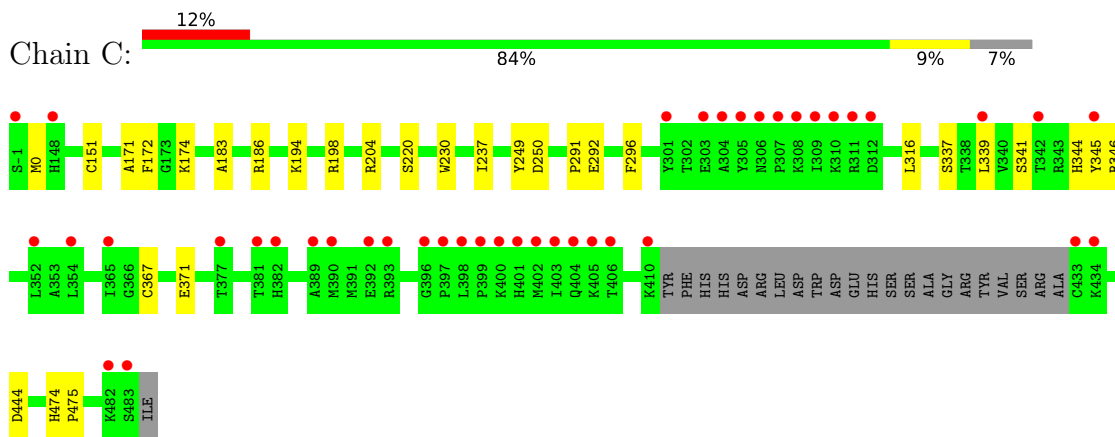 12%
Chain C:
84% 9% 7%
S-1 M0 H148 C151 A171 F172 G173 K174 A183 R186 K194 R198 R204 S220 W230 I237 Y249 D250 P291 E292 F296 Y301 T302 E303 A304 Y305 N306 P307 K308 I309 K310 R311 D312 L316 S337 T338 L339 V340 S341 T342 R343 H344 Y345 R346
L352 A353 L354 I365 G366 C367 E371 T377 T381 H382 A389 M390 M391 E392 R393 G396 P397 L398 P399 K400 H401 M402 I403 Q404 K405 T406 K410 TYR PHE HIS HIS ASP ARG LEU ASP TRP ASP GLU HIS SER SER ALA GLY ARG TYR VAL SER ARG ALA C433 K434
D444 H474 P475 K482 S483 ILE